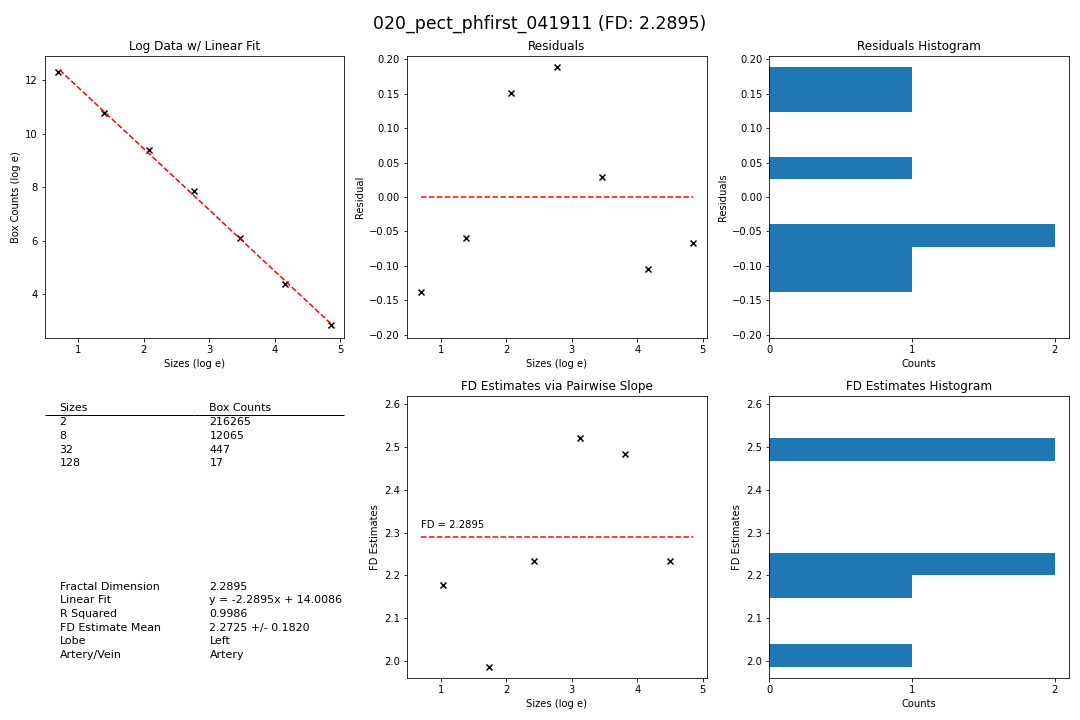 020_pect_phfirst_041911 (FD: 2.2895)
Log Data w/ Linear Fit
Box Counts (log e)
12
10
8
6
4
1 2 3 4 5
Sizes (log e)
Residuals
Residual
0.20
0.15
0.10
0.05
0.00
−0.05
−0.10
−0.15
−0.20
1 2 3 4 5
Sizes (log e)
Residuals Histogram
Residuals
0.20
0.15
0.10
0.05
0.00
−0.05
−0.10
−0.15
−0.20
0 1 2
Counts
Sizes Box Counts
2 216265
8 12065
32 447
128 17
Fractal Dimension 2.2895
Linear Fit y = -2.2895x + 14.0086
R Squared 0.9986
FD Estimate Mean 2.2725 +/- 0.1820
Lobe Left
Artery/Vein Artery
FD Estimates via Pairwise Slope
FD Estimates
2.6
2.5
2.4
2.3
2.2
2.1
2.0
FD = 2.2895
1 2 3 4 5
Sizes (log e)
FD Estimates Histogram
FD Estimates
2.6
2.5
2.4
2.3
2.2
2.1
2.0
0 1 2
Counts